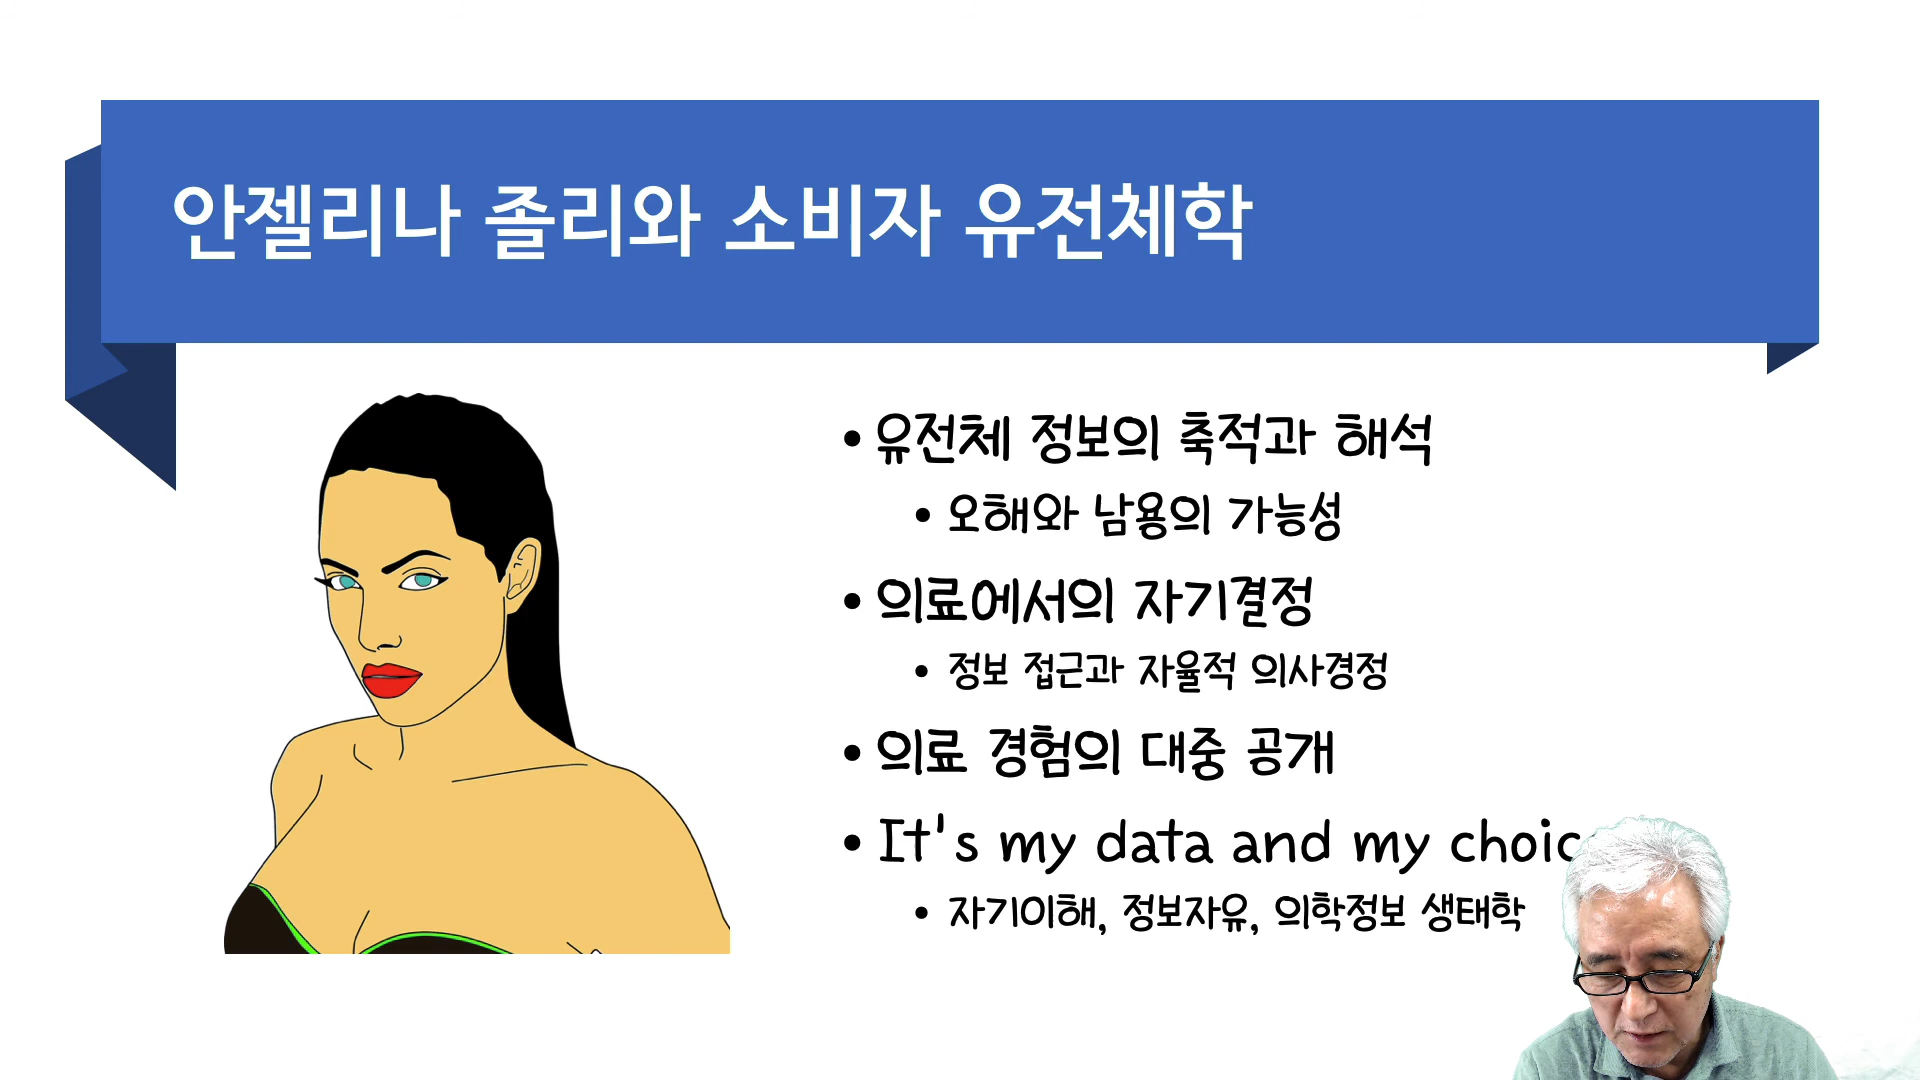 안젤리나 졸리와 소비자 유전체학
• 유전체 정보의 축적과 해석
• 오해와 남용의 가능성
• 의료에서의 자기결정
• 정보 접근과 자율적 의사경정
• 의료 경험의 대중 공개
• It's my data and my choic
• 자기이해, 정보자유, 의학정보 생태학